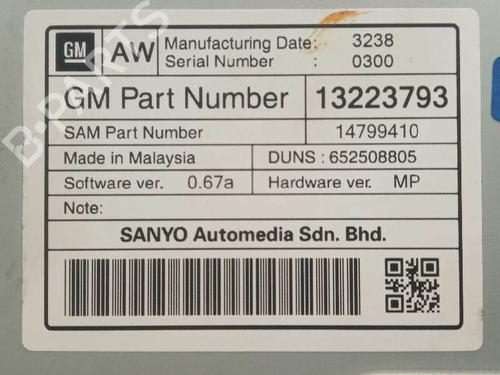 GM AW Manufacturing Date : 3238
Serial Number : 0300
GM Part Number 13223793
SAM Part Number 14799410
Made in Malaysia DUNS : 652508805
Software ver. 0.67a Hardware ver. MP
Note:
SANYO Automedia Sdn. Bhd.
B-PARTS